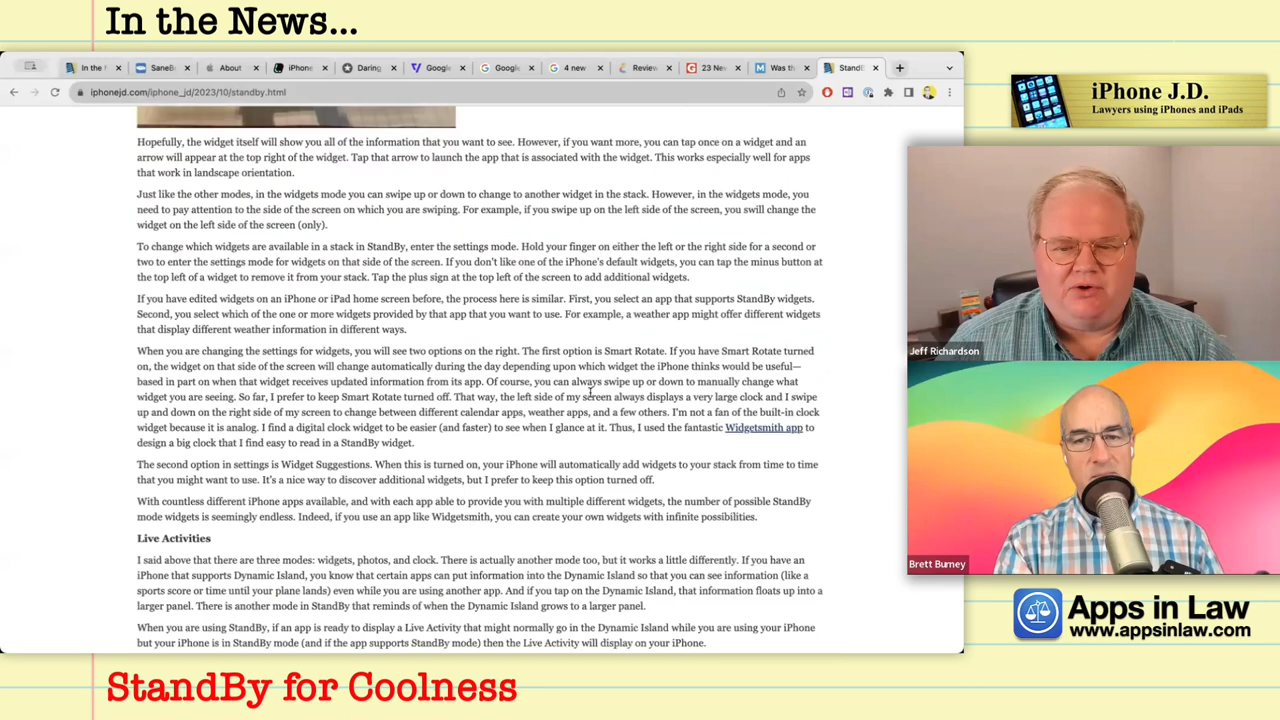 In the News...
In the f
SaneB
About
iPhone
Daring
Google
Google
4 new
Review
23 New
Was th
StandB
iphonejd.com/iphone_jd/2023/10/standby.html
Hopefully, the widget itself will show you all of the information that you want to see. However, if you want more, you can tap once on a widget and an
arrow will appear at the top right of the widget. Tap that arrow to launch the app that is associated with the widget. This works especially well for apps
that work in landscape orientation.
Just like the other modes, in the widgets mode you can swipe up or down to change to another widget in the stack. However, in the widgets mode, you
need to pay attention to the side of the screen on which you are swiping. For example, if you swipe up on the left side of the screen, you swill change the
widget on the left side of the screen (only).
To change which widgets are available in a stack in StandBy, enter the settings mode. Hold your finger on either the left or the right side for a second or
two to enter the settings mode for widgets on that side of the screen. If you don't like one of the iPhone's default widgets, you can tap the minus button at
the top left of a widget to remove it from your stack. Tap the plus sign at the top left of the screen to add additional widgets.
If you have edited widgets on an iPhone or iPad home screen before, the process here is similar. First, you select an app that supports StandBy widgets.
Second, you select which of the one or more widgets provided by that app that you want to use. For example, a weather app might offer different widgets
that display different weather information in different ways.
When you are changing the settings for widgets, you will see two options on the right. The first option is Smart Rotate. If you have Smart Rotate turned
on, the widget on that side of the screen will change automatically during the day depending upon which widget the iPhone thinks would be useful—
based in part on when that widget receives updated information from its app. Of course, you can always swipe up or down to manually change what
widget you are seeing. So far, I prefer to keep Smart Rotate turned off. That way, the left side of my screen always displays a very large clock and I swipe
up and down on the right side of my screen to change between different calendar apps, weather apps, and a few others. I'm not a fan of the built-in clock
widget because it is analog. I find a digital clock widget to be easier (and faster) to see when I glance at it. Thus, I used the fantastic Widgetsmith app to
design a big clock that I find easy to read in a StandBy widget.
The second option in settings is Widget Suggestions. When this is turned on, your iPhone will automatically add widgets to your stack from time to time
that you might want to use. It's a nice way to discover additional widgets, but I prefer to keep this option turned off.
With countless different iPhone apps available, and with each app able to provide you with multiple different widgets, the number of possible StandBy
mode widgets is seemingly endless. Indeed, if you use an app like Widgetsmith, you can create your own widgets with infinite possibilities.
Live Activities
I said above that there are three modes: widgets, photos, and clock. There is actually another mode too, but it works a little differently. If you have an
iPhone that supports Dynamic Island, you know that certain apps can put information into the Dynamic Island so that you can see information (like a
sports score or time until your plane lands) even while you are using another app. And if you tap on the Dynamic Island, that information floats up into a
larger panel. There is another mode in StandBy that reminds of when the Dynamic Island grows to a larger panel.
When you are using StandBy, if an app is ready to display a Live Activity that might normally go in the Dynamic Island while you are using your iPhone
but your iPhone is in StandBy mode (and if the app supports StandBy mode) then the Live Activity will display on your iPhone.
iPhone J.D.
Lawyers using iPhones and iPads
Jeff Richardson
Brett Burney
Apps in Law
www.appsinlaw.com
StandBy for Coolness